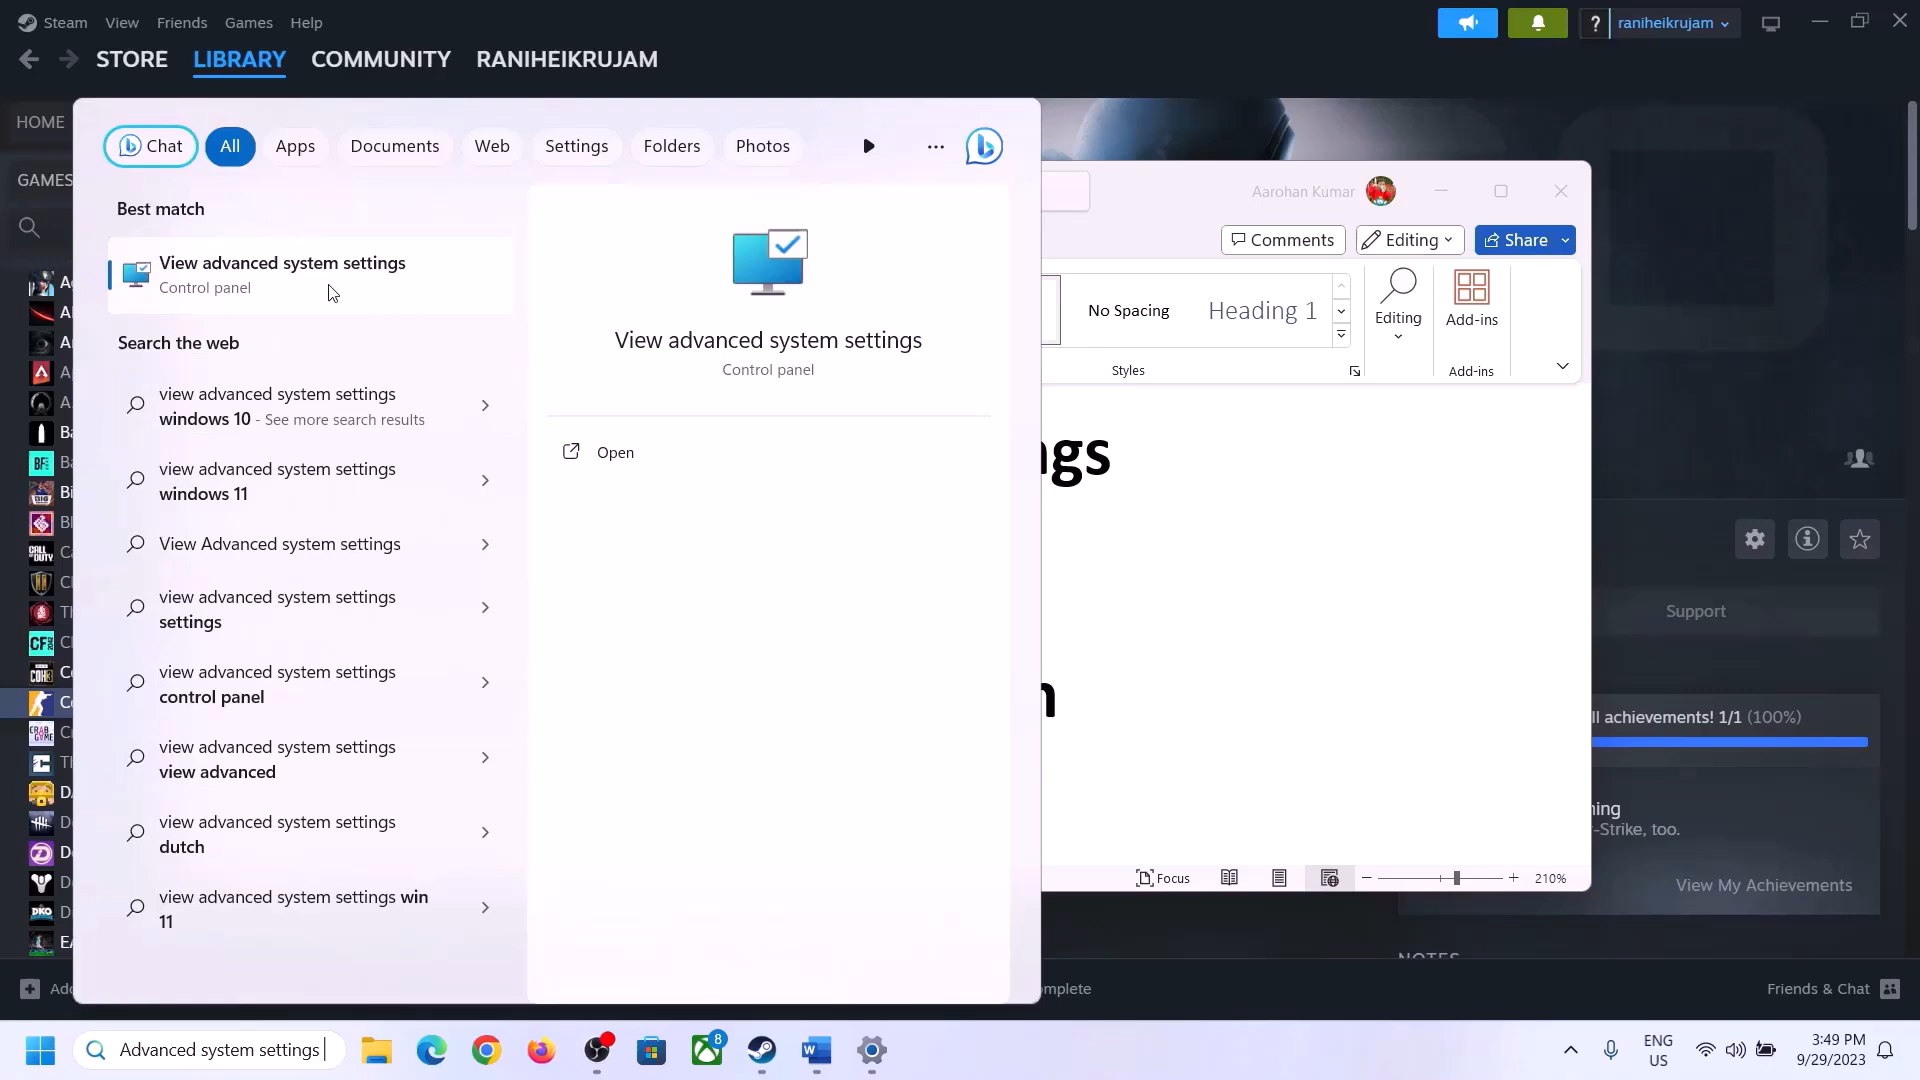 Steam View Friends Games Help
raniheikrujam
STORE LIBRARY COMMUNITY RANIHEIKRUJAM
HOME
GAMES
Chat All Apps Documents Web Settings Folders Photos
Best match
View advanced system settings
Control panel
Search the web
view advanced system settings
windows 10 - See more search results
view advanced system settings
windows 11
View Advanced system settings
view advanced system settings
settings
view advanced system settings
control panel
view advanced system settings
view advanced
view advanced system settings
dutch
view advanced system settings win
11
View advanced system settings
Control panel
Open
Aarohan Kumar
Comments Editing Share
No Spacing Heading 1
Editing
Add-ins
Styles
Add-ins
ngs
n
Focus
210%
Support
ll achievements! 1/1 (100%)
ning
-Strike, too.
View My Achievements
NOTES
Add
omplete
Friends & Chat
Advanced system settings
8
ENG
US
3:49 PM
9/29/2023